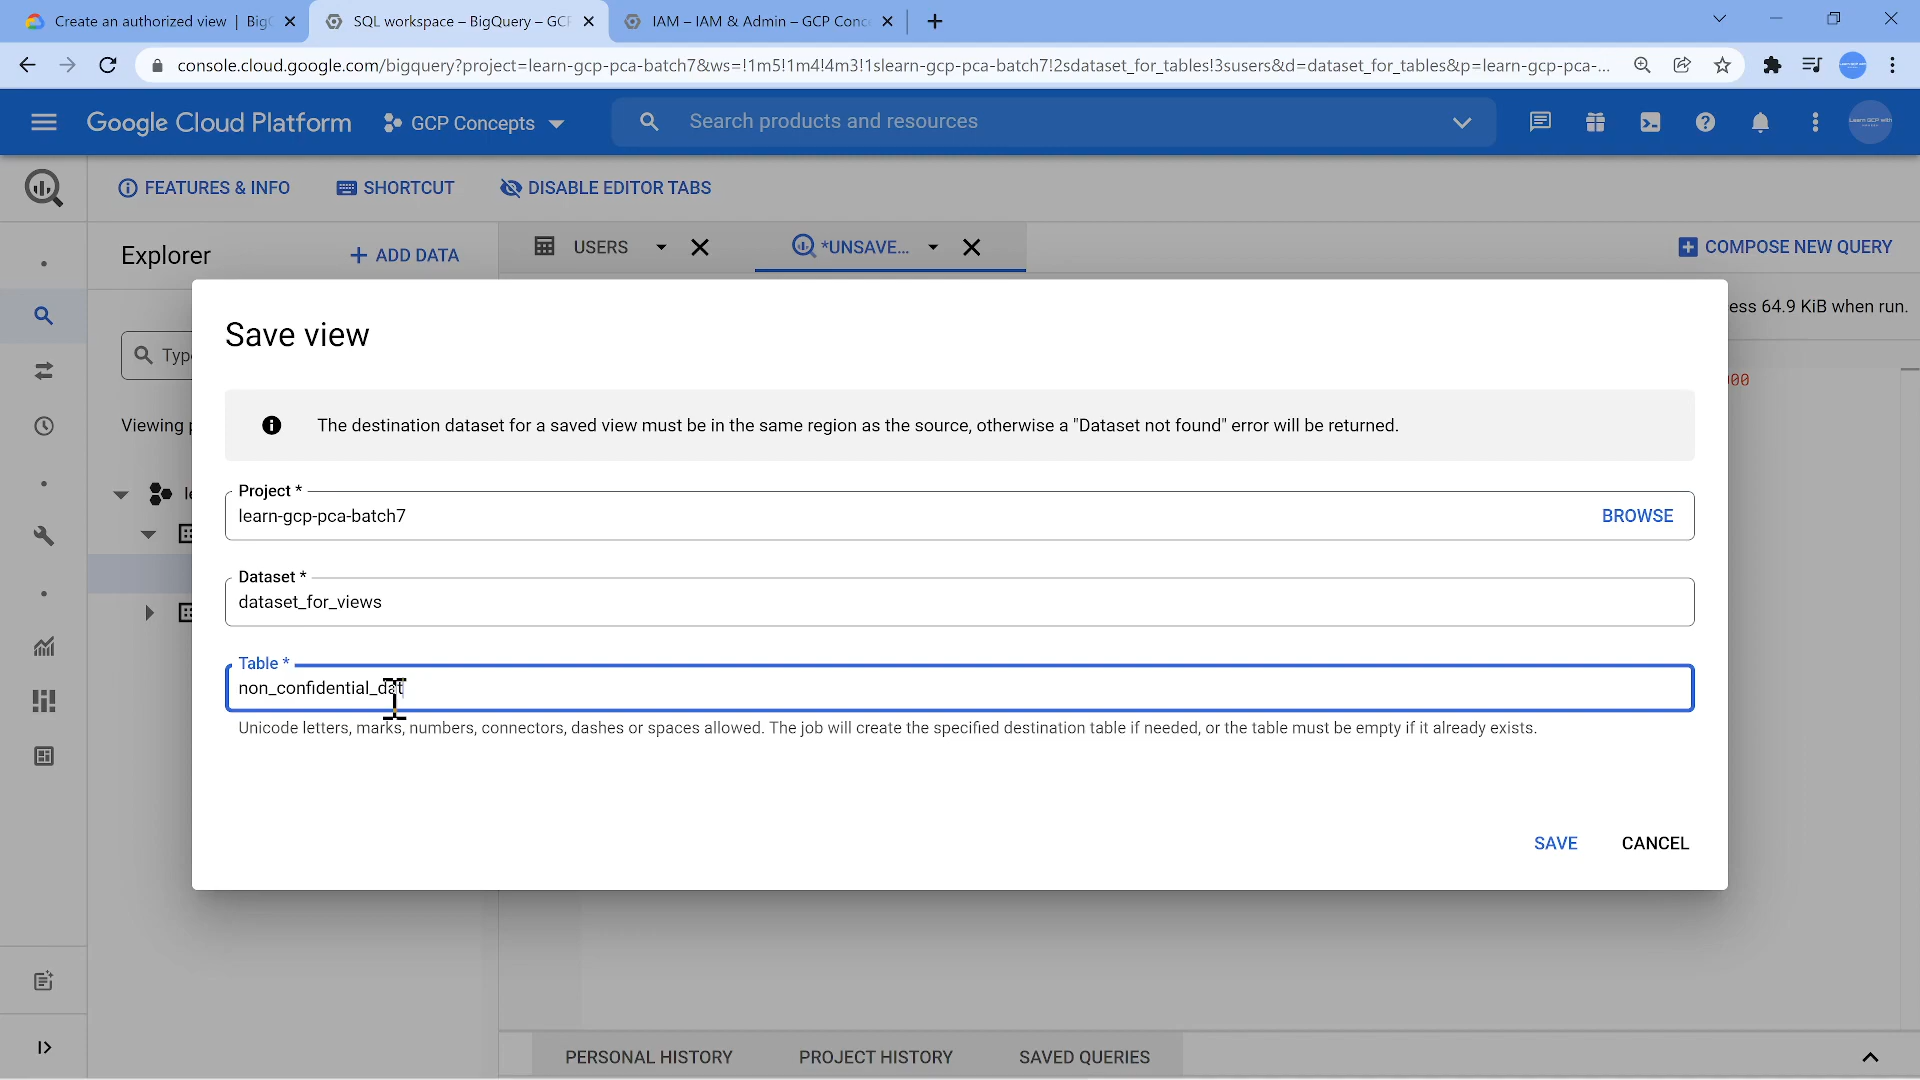 Create an authorized view | Big
SQL workspace – BigQuery – GC
IAM – IAM & Admin – GCP Conc
console.cloud.google.com/bigquery?project=learn-gcp-pca-batch7&ws=!1m5!1m4!4m3!1slearn-gcp-pca-batch7!2sdataset_for_tables!3susers&d=dataset_for_tables&p=learn-gcp-pca-...
Google Cloud Platform
GCP Concepts
Search products and resources
FEATURES & INFO
SHORTCUT
DISABLE EDITOR TABS
Explorer
+ ADD DATA
USERS
*UNSAVE...
COMPOSE NEW QUERY
ess 64.9 KiB when run.
Typ
Viewing
Save view
The destination dataset for a saved view must be in the same region as the source, otherwise a "Dataset not found" error will be returned.
Project *
learn-gcp-pca-batch7
BROWSE
Dataset *
dataset_for_views
Table *
non_confidential_dat
Unicode letters, marks, numbers, connectors, dashes or spaces allowed. The job will create the specified destination table if needed, or the table must be empty if it already exists.
SAVE
CANCEL
PERSONAL HISTORY
PROJECT HISTORY
SAVED QUERIES